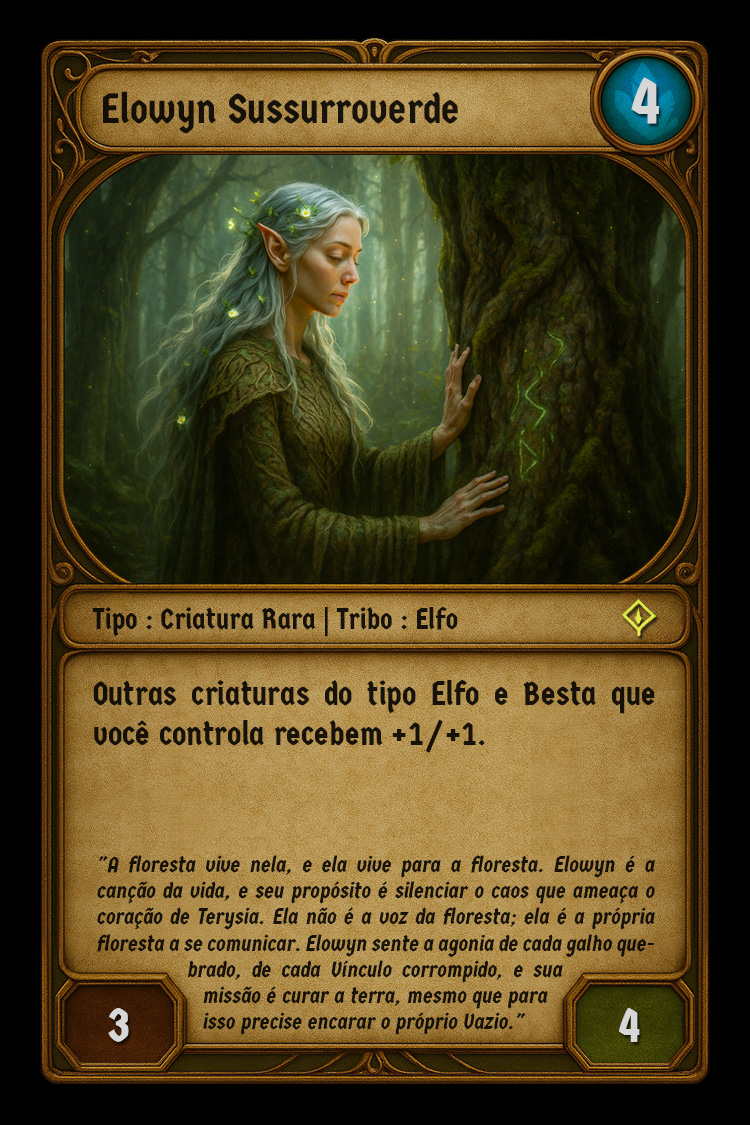 Elowyn Sussurroverde
4
Tipo : Criatura Rara | Tribo : Elfo
Outras criaturas do tipo Elfo e Besta que
você controla recebem +1/+1.
"A floresta vive nela, e ela vive para a floresta. Elowyn é a
canção da vida, e seu propósito é silenciar o caos que ameaça o
coração de Terysia. Ela não é a voz da floresta; ela é a própria
floresta a se comunicar. Elowyn sente a agonia de cada galho que-
brado, de cada Vínculo corrompido, e sua
missão é curar a terra, mesmo que para
isso precise encarar o próprio Vazio."
3
4